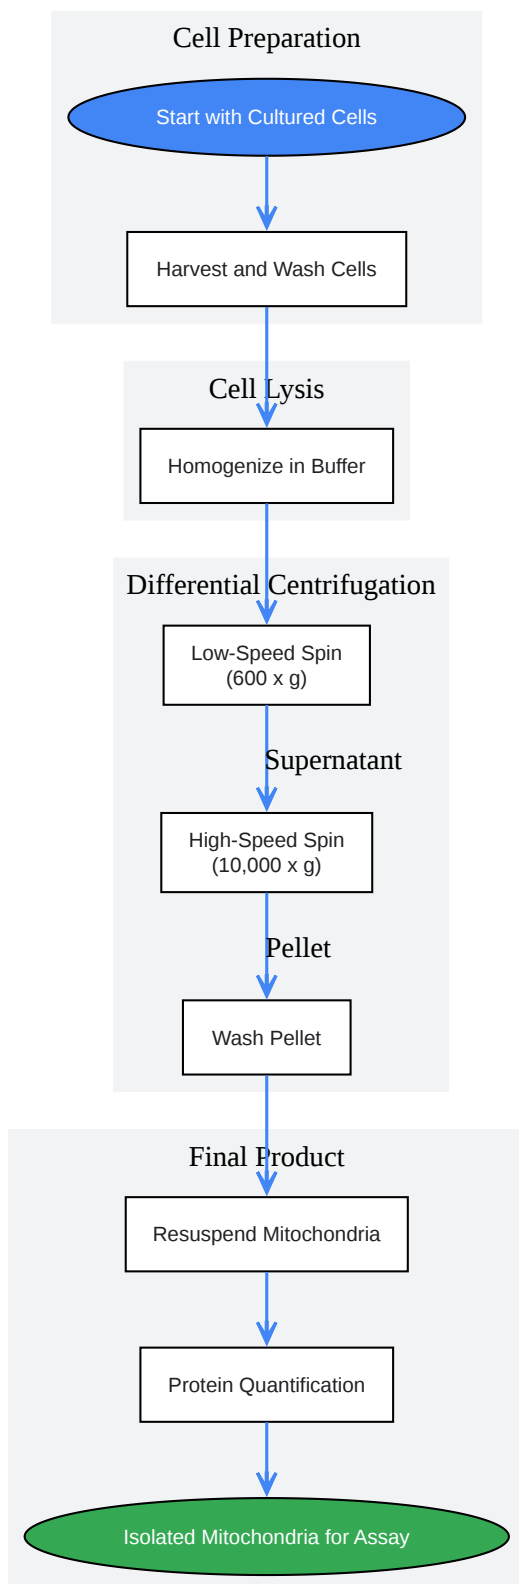 Cell Preparation
Start with Cultured Cells
Harvest and Wash Cells
Cell Lysis
Homogenize in Buffer
Differential Centrifugation
Low-Speed Spin
(600 x g)
Supernatant
High-Speed Spin
(10,000 x g)
Pellet
Wash Pellet
Final Product
Resuspend Mitochondria
Protein Quantification
Isolated Mitochondria for Assay